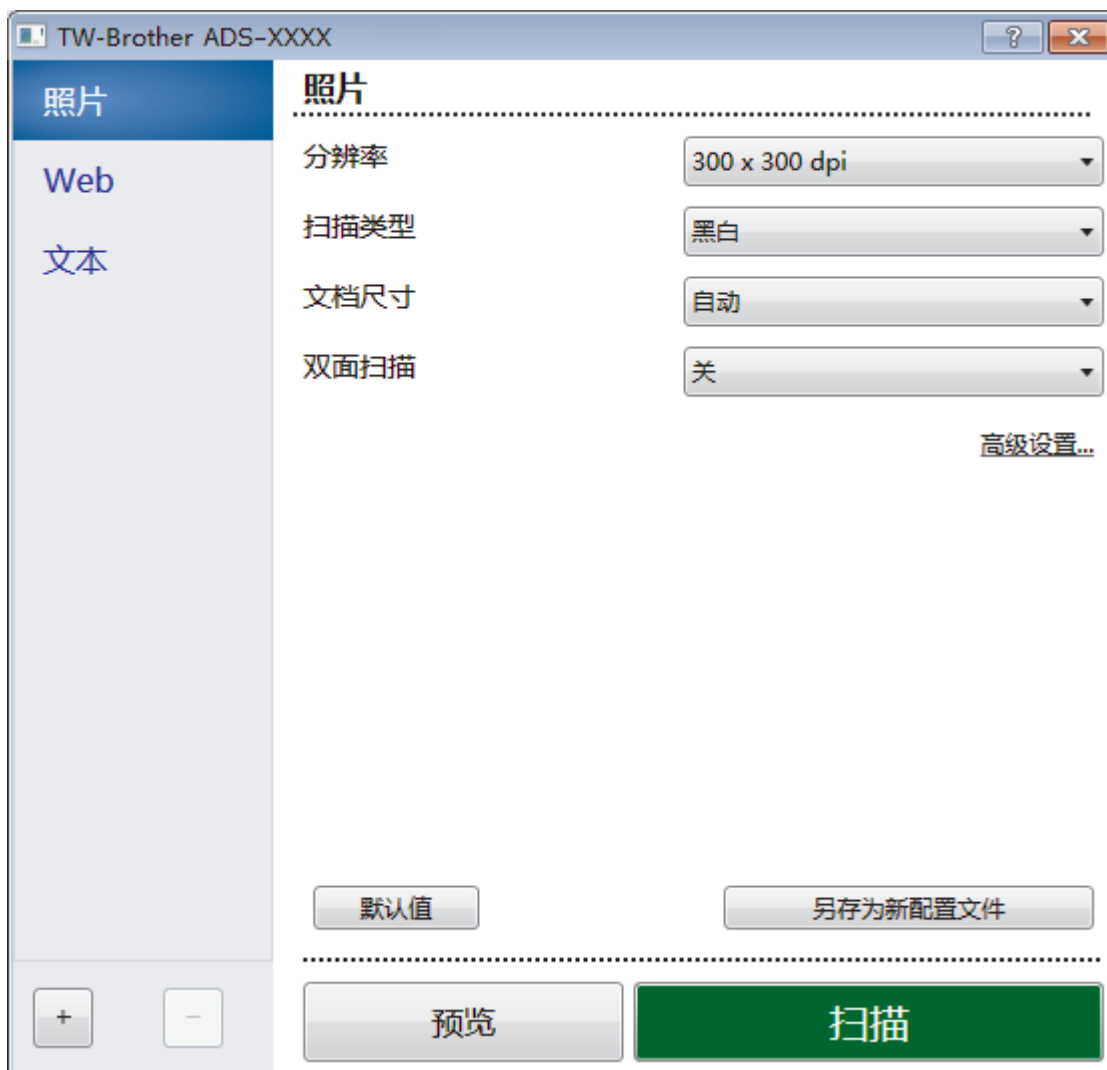 TW-Brother ADS-XXXX
照片
Web
文本
照片
分辨率
300 x 300 dpi
扫描类型
黑白
文档尺寸
自动
双面扫描
关
高级设置...
默认值
另存为新配置文件
+
−
预览
扫描